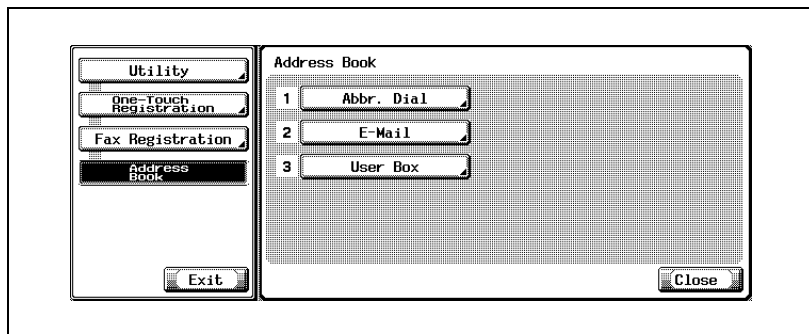 Utility
One-Touch
Registration
Fax Registration
Address
Book
Exit
Address Book
1 Abbr. Dial
2 E-Mail
3 User Box
Close